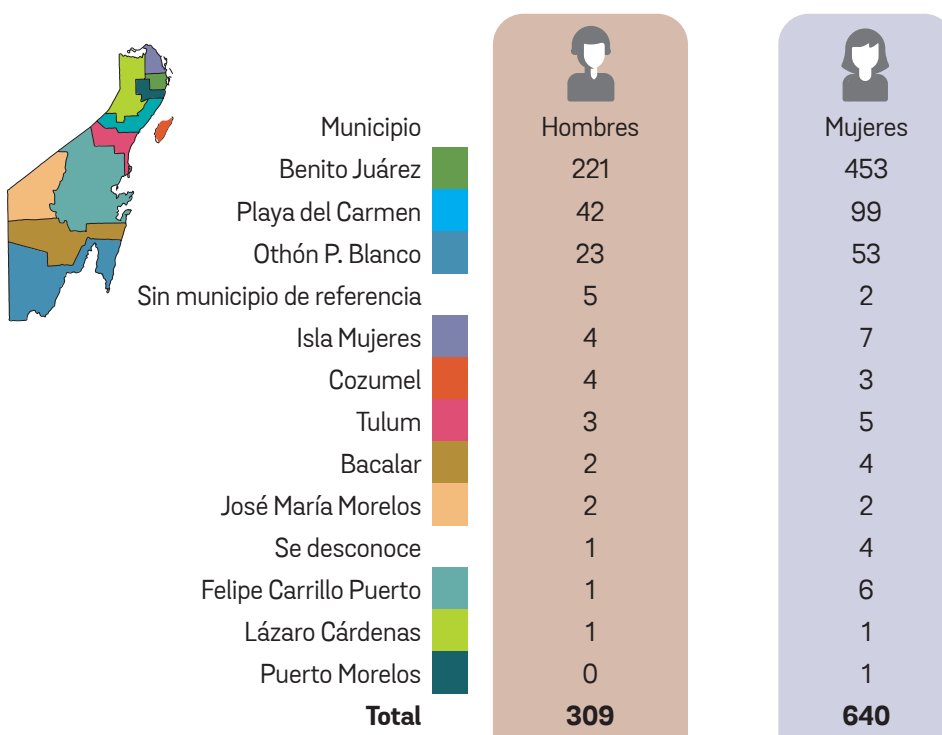 Municipio Hombres Mujeres
Benito Juárez 221 453
Playa del Carmen 42 99
Othón P. Blanco 23 53
Sin municipio de referencia 5 2
Isla Mujeres 4 7
Cozumel 4 3
Tulum 3 5
Bacalar 2 4
José María Morelos 2 2
Se desconoce 1 4
Felipe Carrillo Puerto 1 6
Lázaro Cárdenas 1 1
Puerto Morelos 0 1
Total 309 640